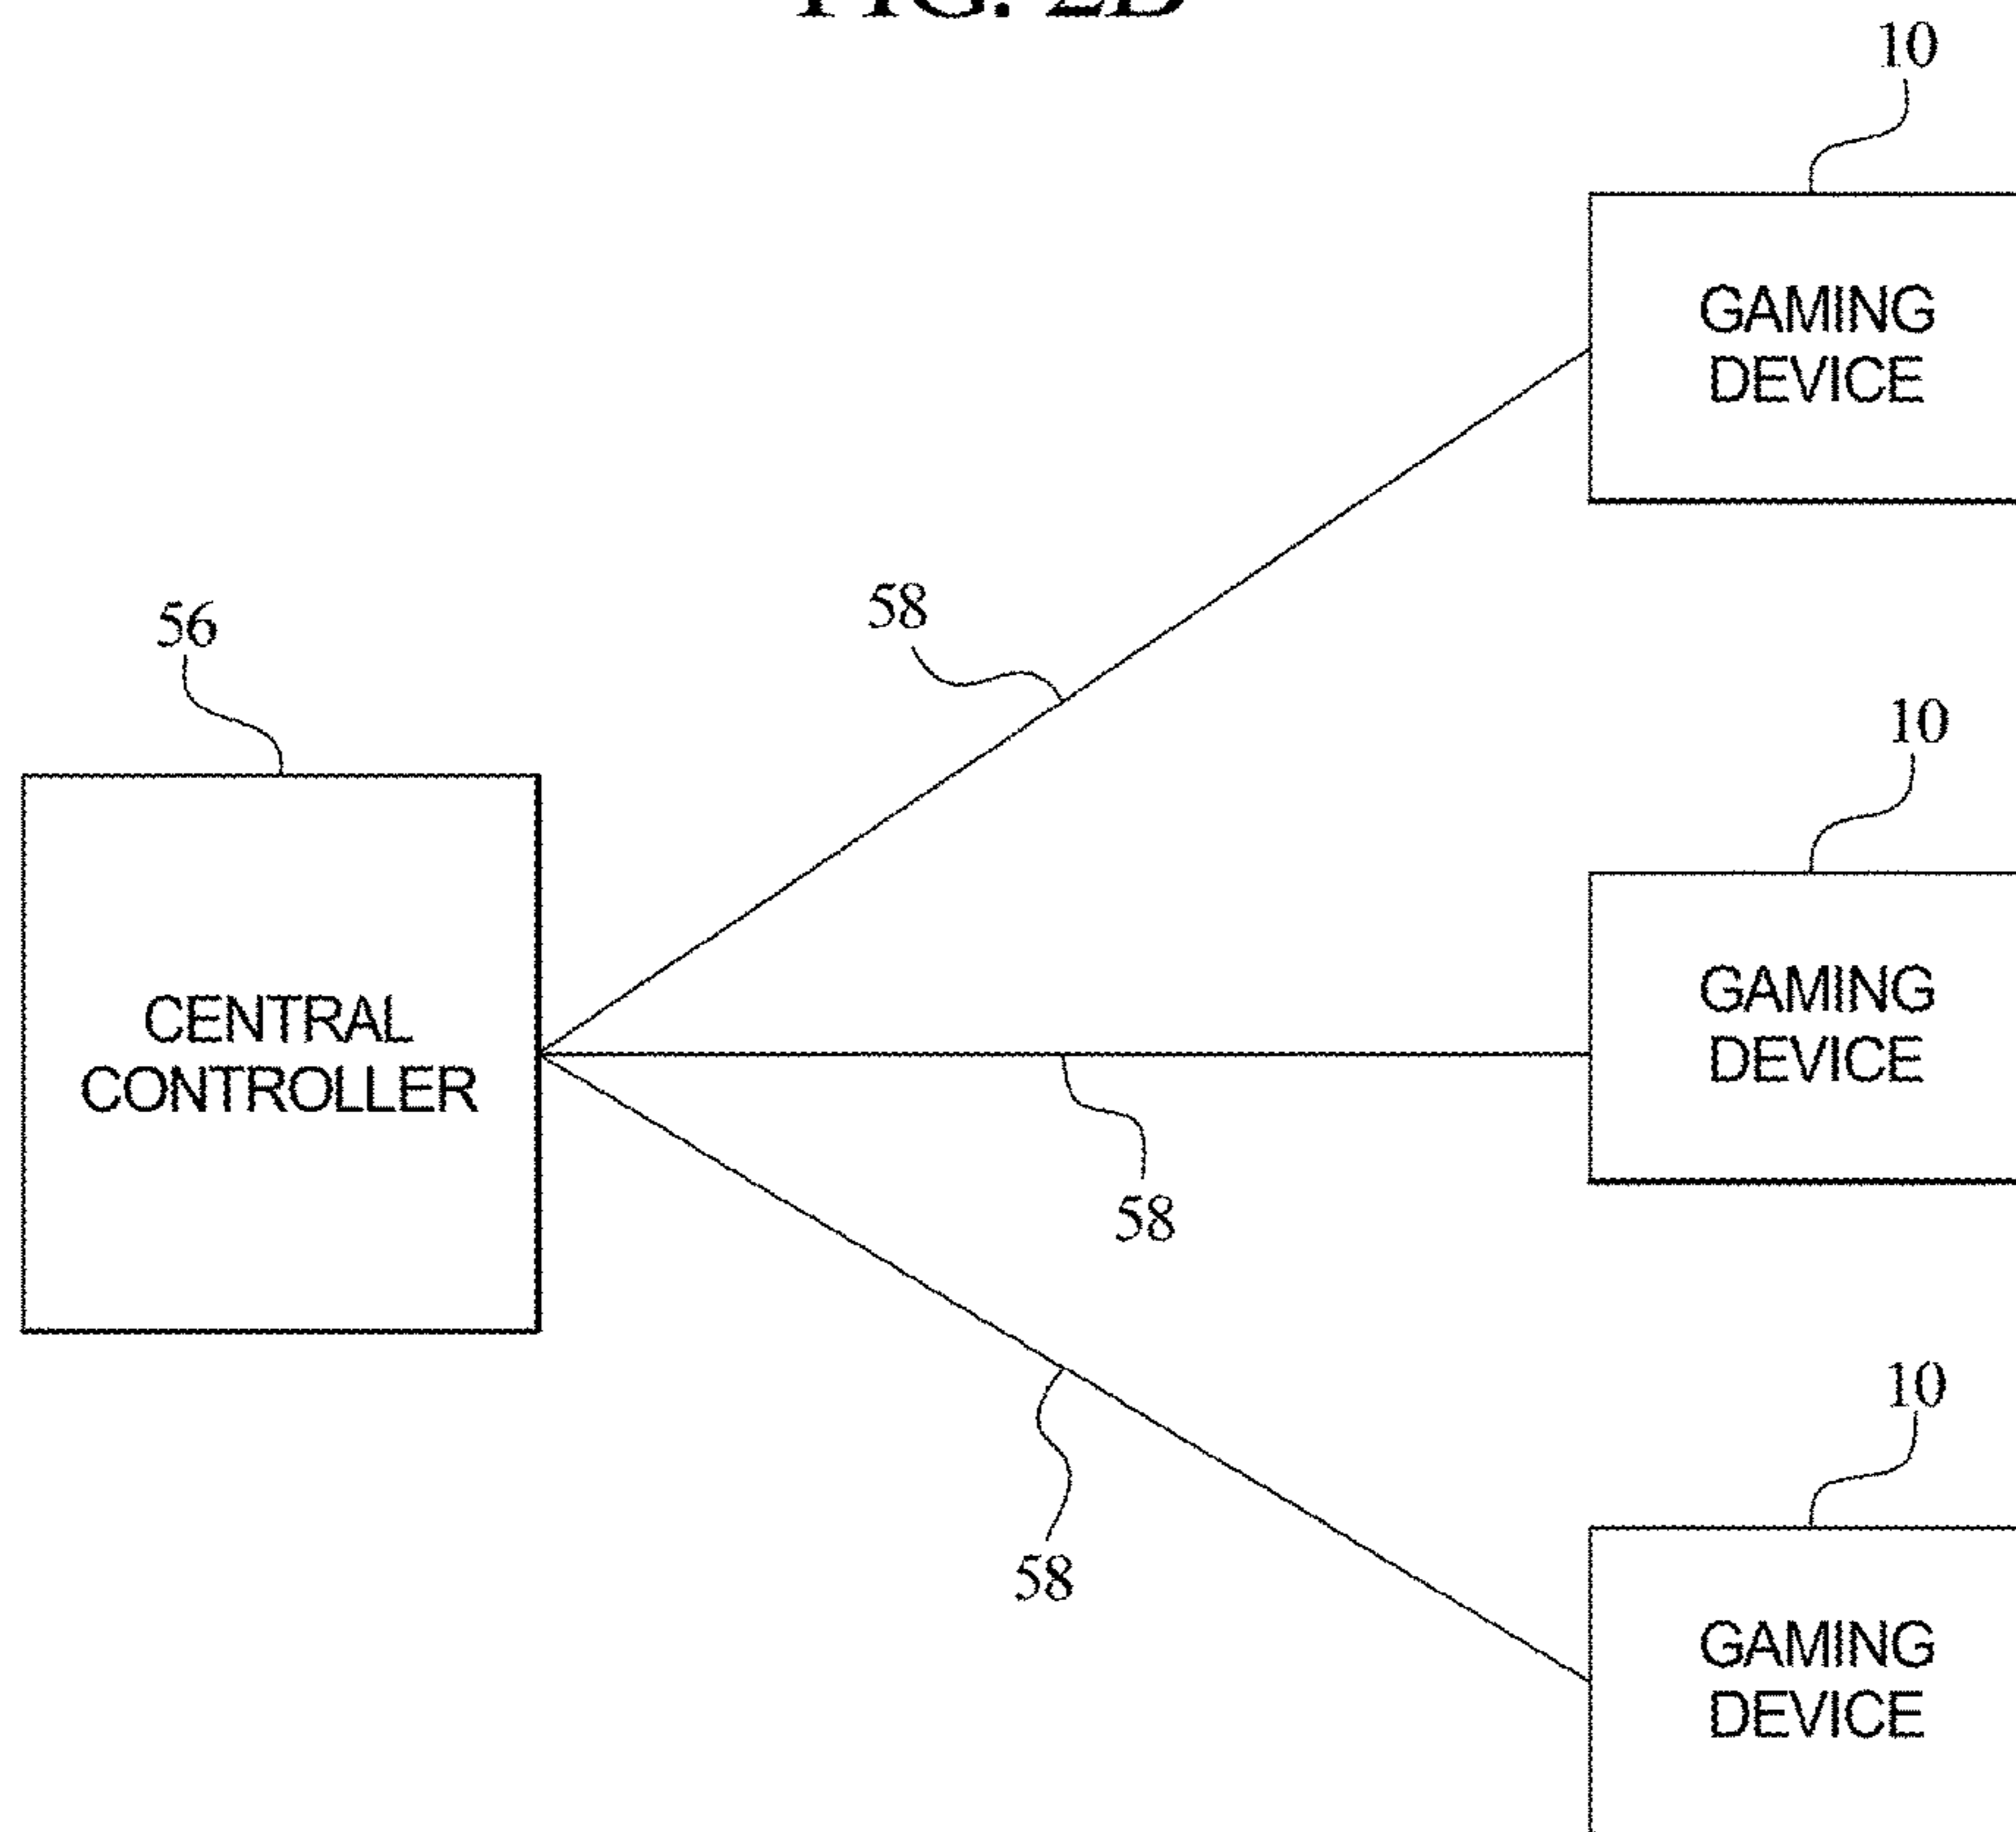 10
GAMING
DEVICE
58
56
10
CENTRAL
CONTROLLER
GAMING
DEVICE
58
10
58
GAMING
DEVICE